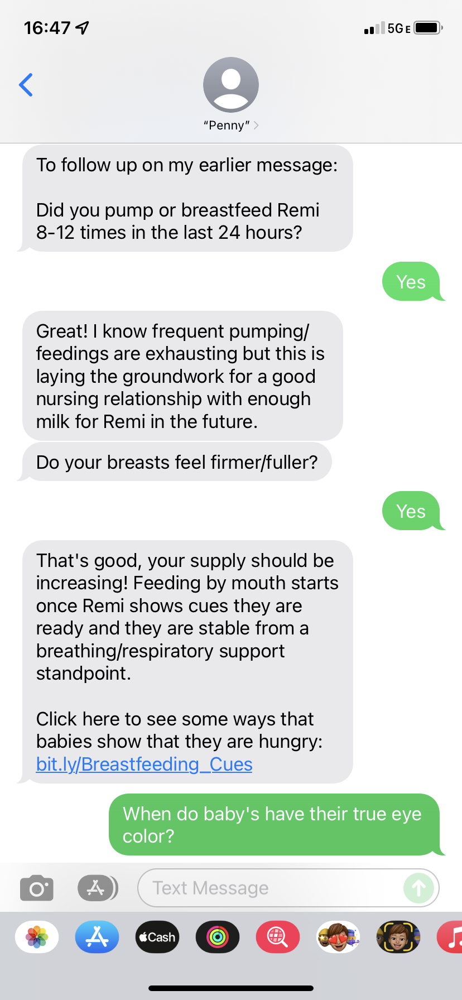 16:47
5G E
“Penny”
To follow up on my earlier message:
Did you pump or breastfeed Remi
8-12 times in the last 24 hours?
Yes
Great! I know frequent pumping/
feedings are exhausting but this is
laying the groundwork for a good
nursing relationship with enough
milk for Remi in the future.
Do your breasts feel firmer/fuller?
Yes
That's good, your supply should be
increasing! Feeding by mouth starts
once Remi shows cues they are
ready and they are stable from a
breathing/respiratory support
standpoint.
Click here to see some ways that
babies show that they are hungry:
bit.ly/Breastfeeding_Cues
When do baby's have their true eye
color?
Text Message
Cash